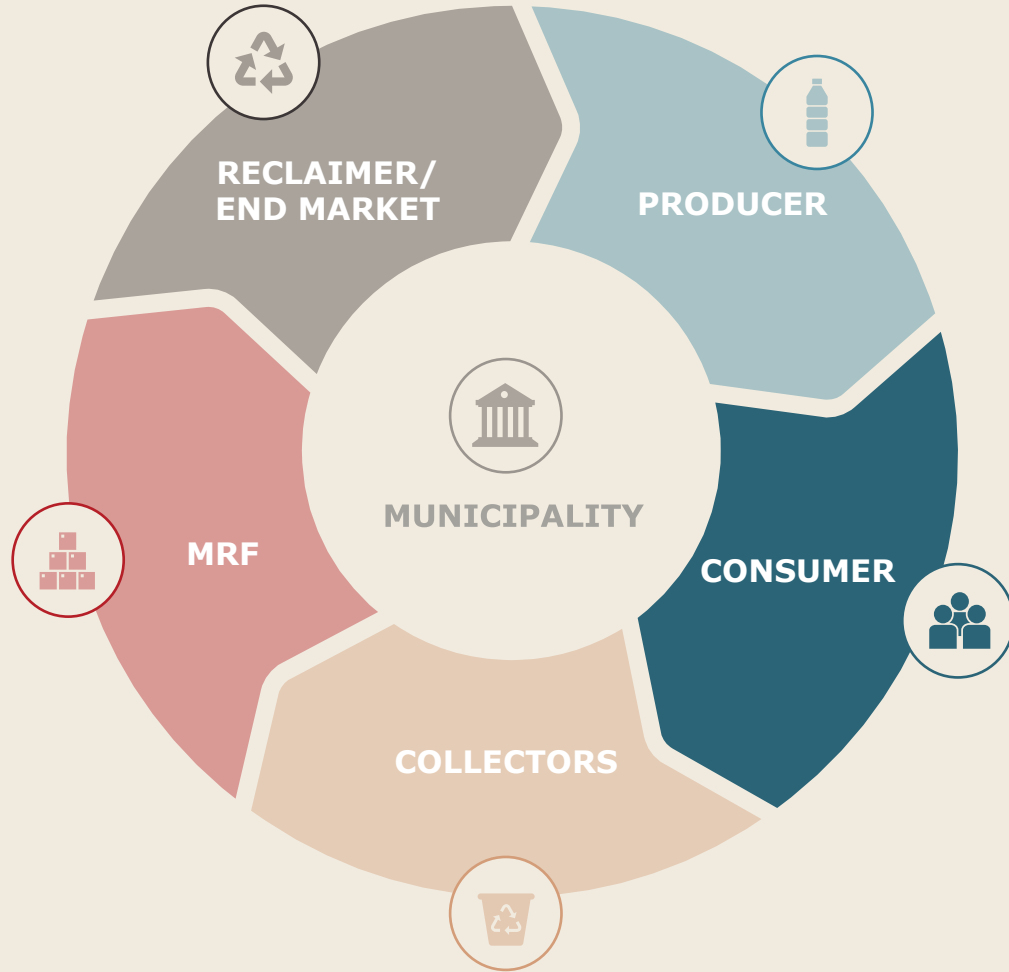 RECLAIMER/
END MARKET
PRODUCER
MUNICIPALITY
MRF
CONSUMER
COLLECTORS